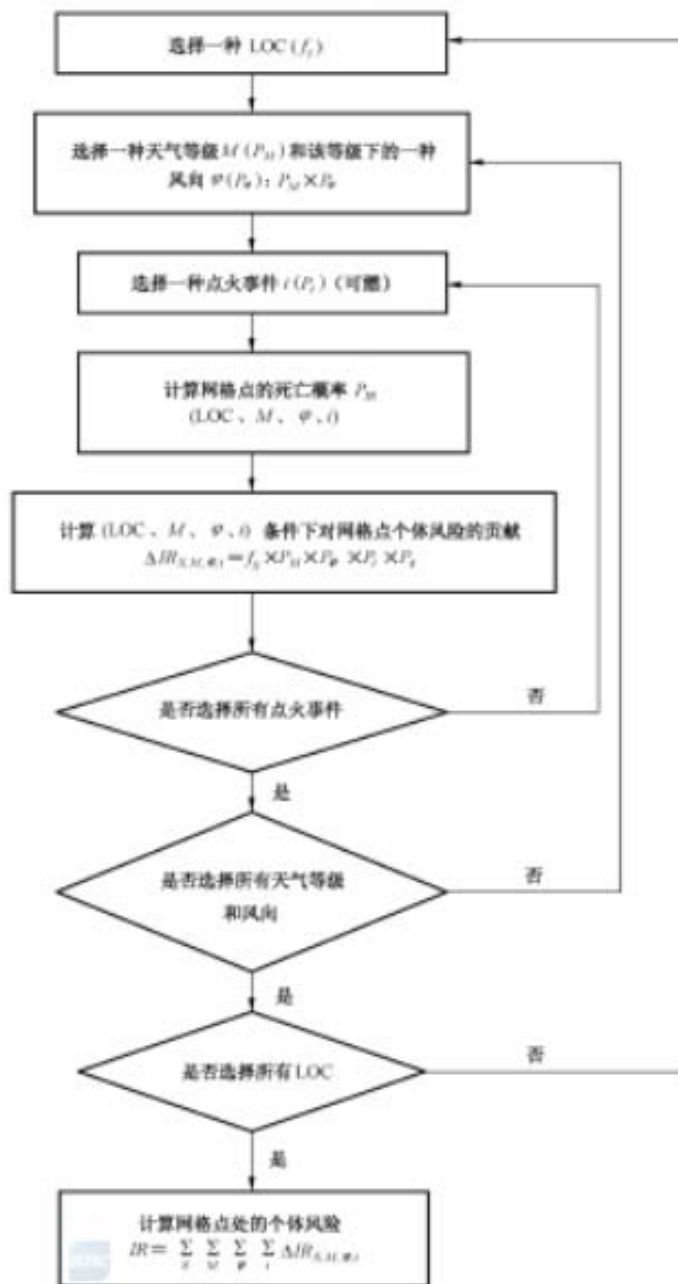 选择一种 LOC(f_s)
选择一种天气等级 M(P_M)和该等级下的一种
风向 φ(P_φ):P_M×P_φ
选择一种点火事件 i(P_i)(可燃)
计算网格点的死亡概率 P_M
(LOC、M、φ、i)
计算(LOC、M、φ、i)条件下对网格点个体风险的贡献
ΔIR_{S,M,φ,i}=f_s×P_M×P_φ×P_i×P_s
是否选择所有点火事件
否
是
是否选择所有天气等级
和风向
否
是
是否选择所有LOC
否
是
计算网格点处的个体风险
IR= Σ_S Σ_M Σ_φ Σ_i ΔIR_{S,M,φ,i}